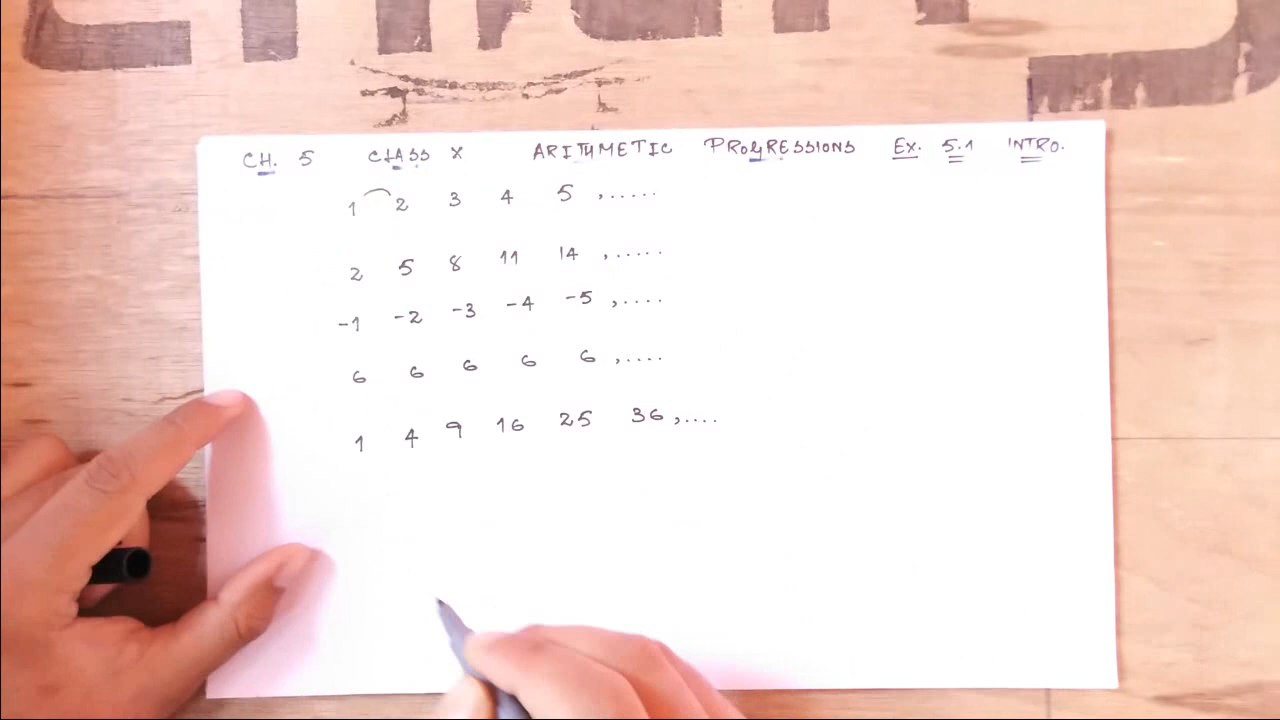 CH. 5 CLASS X ARITHMETIC PROGRESSIONS Ex. 5.1 INTRO.
1 2 3 4 5 ,.....
2 5 8 11 14 ,.....
-1 -2 -3 -4 -5 ,....
6 6 6 6 6 ,....
1 4 9 16 25 36 ,....